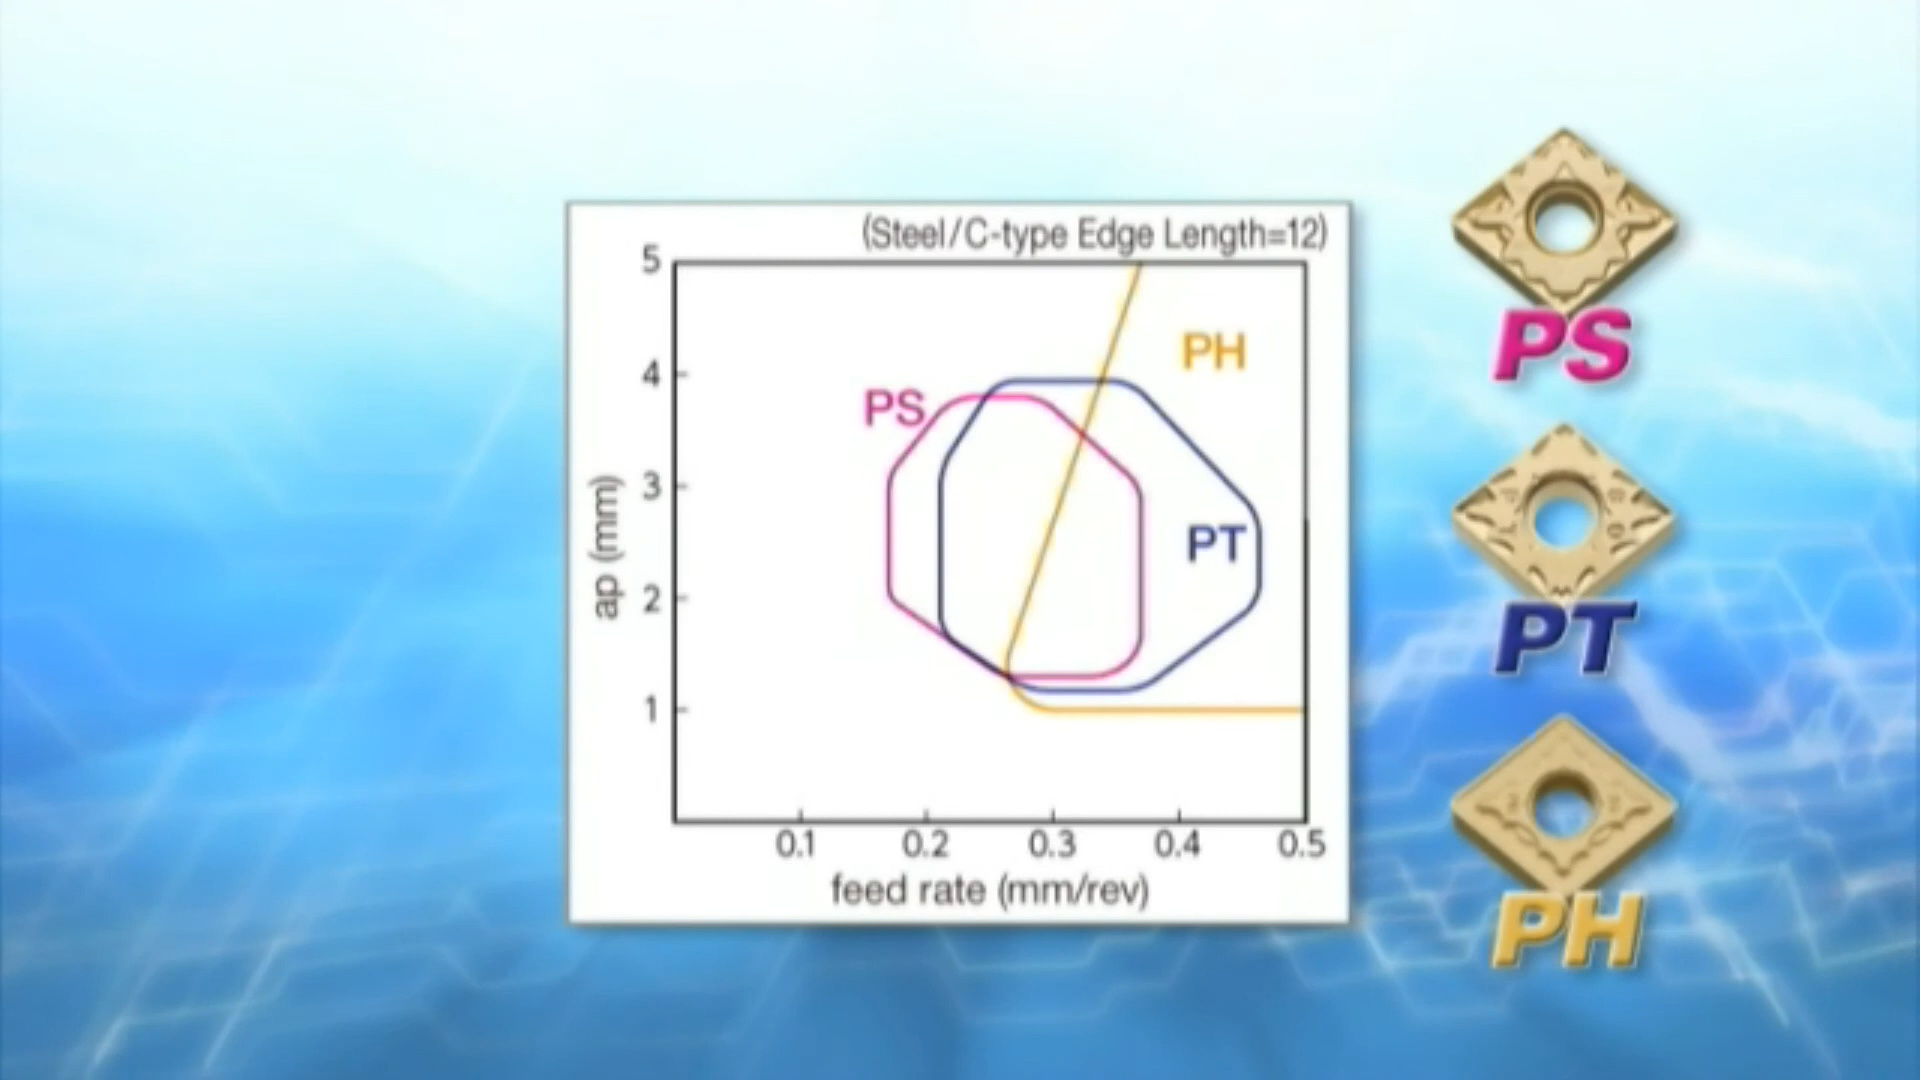 (Steel/C-type Edge Length=12)
5
4
3
2
1
ap (mm)
PS
PH
PT
0.1 0.2 0.3 0.4 0.5
feed rate (mm/rev)
PS
PT
PH